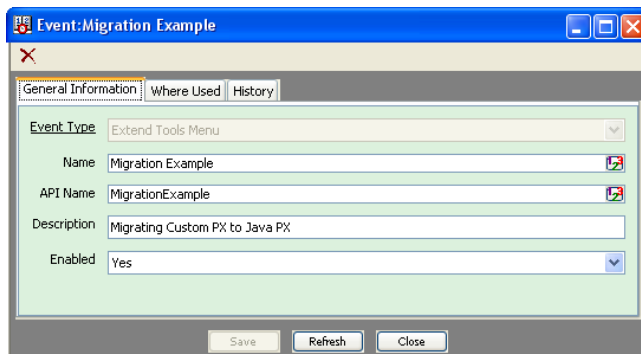 Event:Migration Example
General Information Where Used History
Event Type Extend Tools Menu
Name Migration Example
API Name MigrationExample
Description Migrating Custom PX to Java PX
Enabled Yes
Save Refresh Close